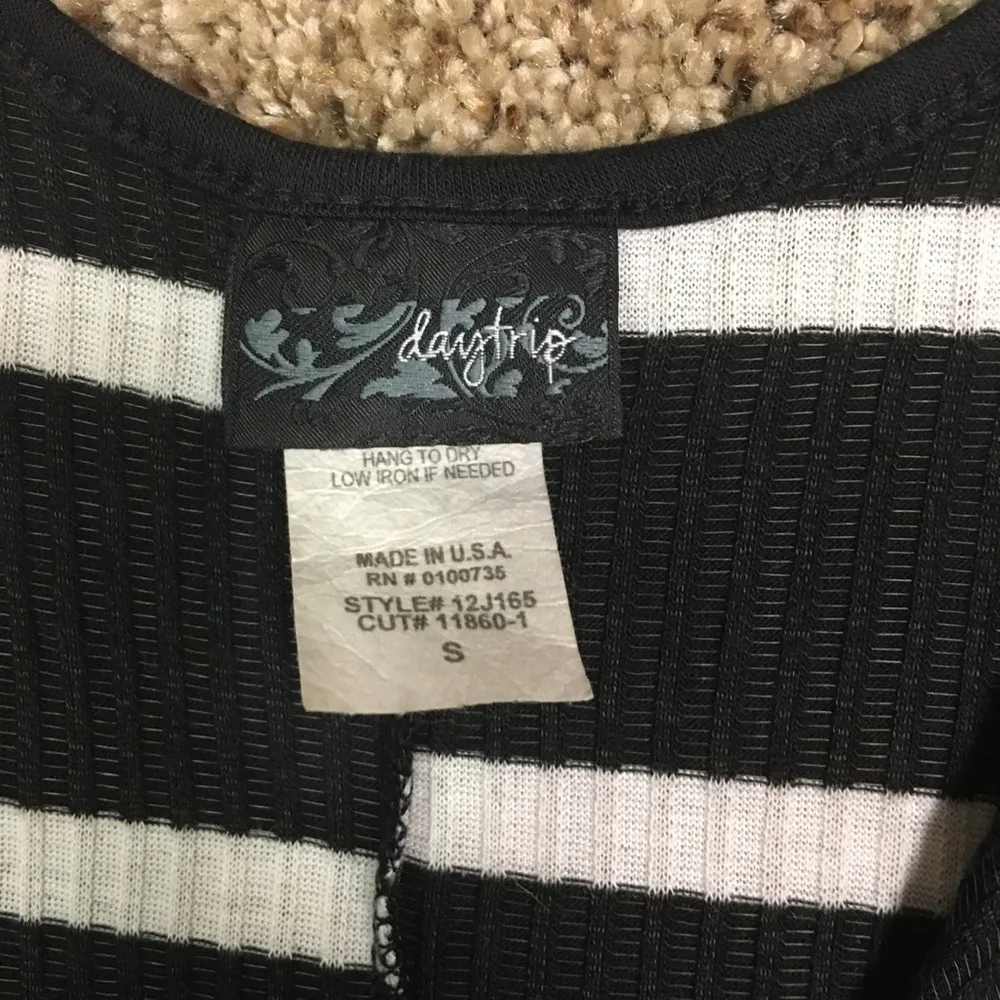 daytrip
HANG TO DRY
LOW IRON IF NEEDED
MADE IN U.S.A.
RN # 0100735
STYLE# 12J165
CUT# 11860-1
S